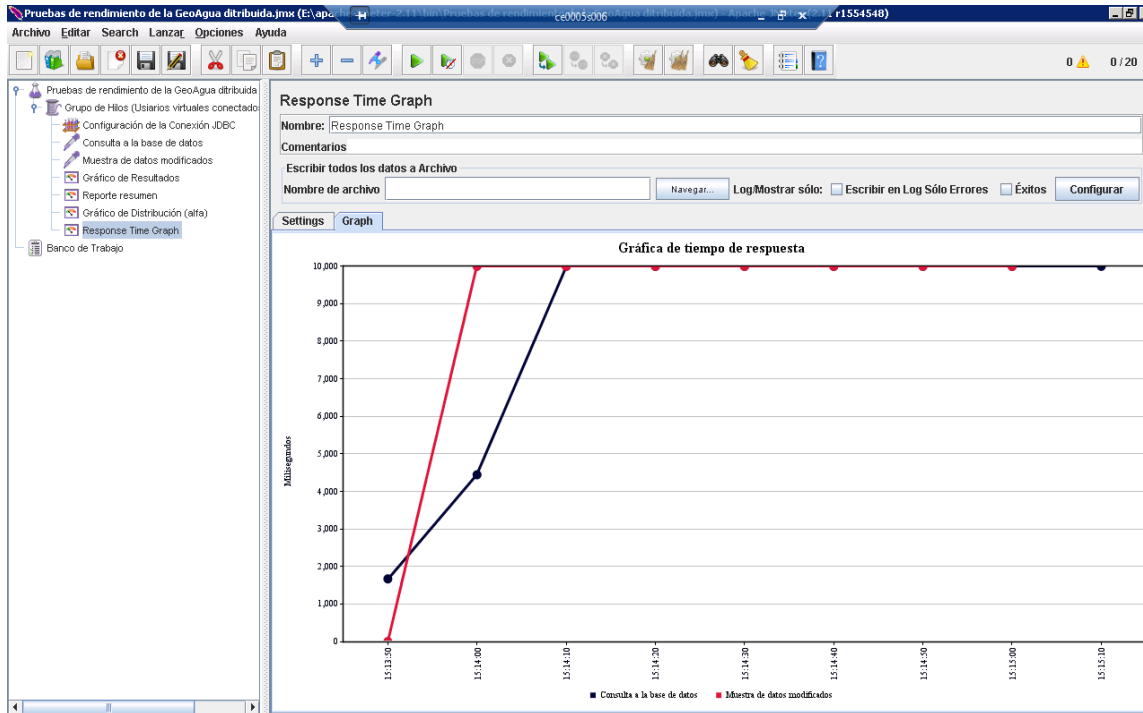 Pruebas de rendimiento de la GeoAgua ditribuida.jmx (E:\apache-jmeter-2.11\bin\Pruebas de rendimiento de la GeoAgua ditribuida.jmx) - Apache JMeter (2.11 r1554548)
ce0005s006
Archivo Editar Search Lanzar Opciones Ayuda
0 0 / 20
Pruebas de rendimiento de la GeoAgua ditribuida
Grupo de Hilos (Usiarios virtuales conectado
Configuración de la Conexión JDBC
Consulta a la base de datos
Muestra de datos modificados
Gráfico de Resultados
Reporte resumen
Gráfico de Distribución (alfa)
Response Time Graph
Banco de Trabajo
Response Time Graph
Nombre: Response Time Graph
Comentarios
Escribir todos los datos a Archivo
Nombre de archivo Navegar... Log/Mostrar sólo: Escribir en Log Sólo Errores Éxitos Configurar
Settings Graph
Gráfica de tiempo de respuesta
10,000
9,000
8,000
7,000
6,000
5,000
4,000
3,000
2,000
1,000
0
Milisegundos
15:13:50 15:14:00 15:14:10 15:14:20 15:14:30 15:14:40 15:14:50 15:15:00 15:15:10
Consulta a la base de datos Muestra de datos modificados